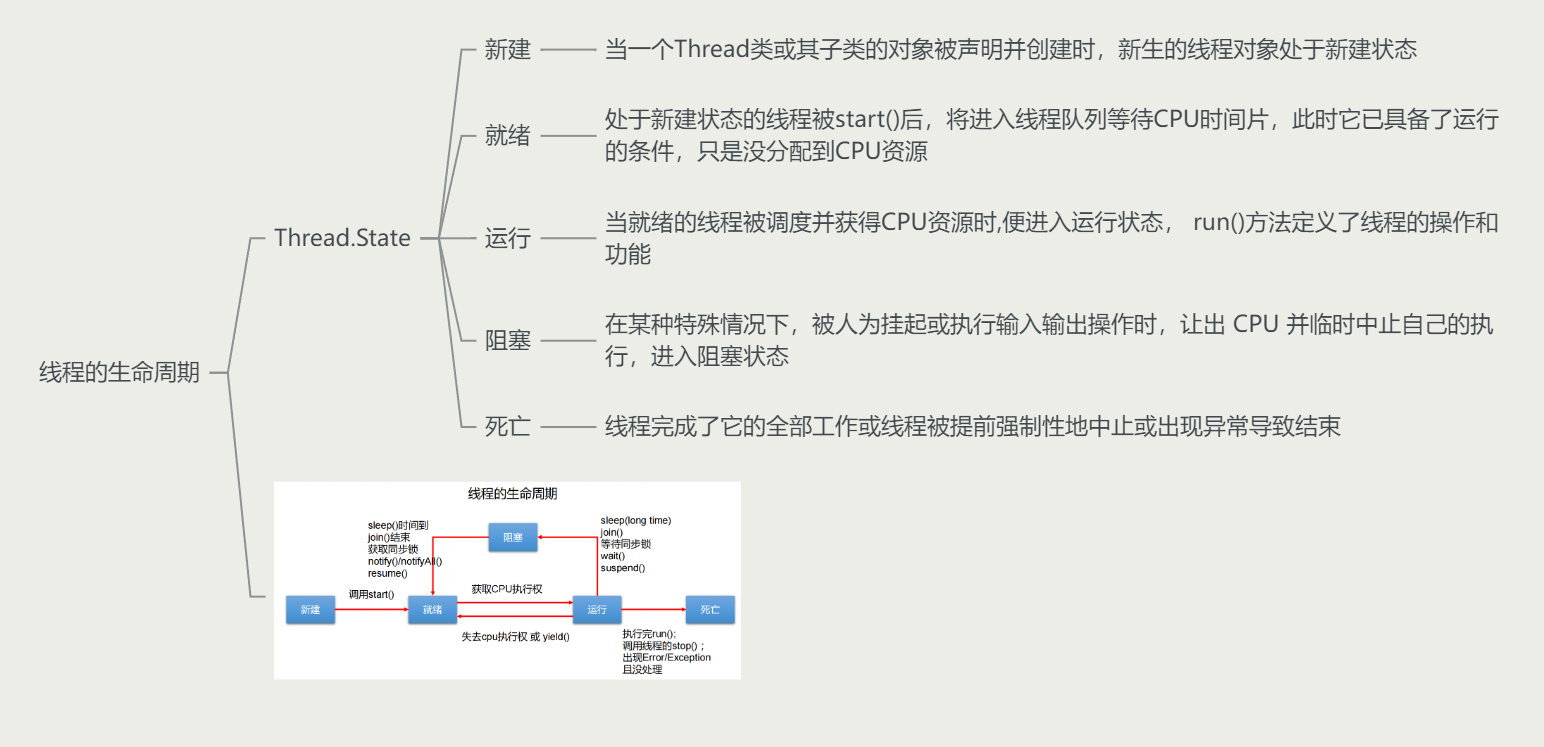 线程的生命周期
Thread.State
新建
当一个Thread类或其子类的对象被声明并创建时，新生的线程对象处于新建状态
就绪
处于新建状态的线程被start()后，将进入线程队列等待CPU时间片，此时它已具备了运行
的条件，只是没分配到CPU资源
运行
当就绪的线程被调度并获得CPU资源时,便进入运行状态， run()方法定义了线程的操作和
功能
阻塞
在某种特殊情况下，被人为挂起或执行输入输出操作时，让出 CPU 并临时中止自己的执
行，进入阻塞状态
死亡
线程完成了它的全部工作或线程被提前强制性地中止或出现异常导致结束
线程的生命周期
sleep()时间到
join()结束
获取同步锁
notify()/notifyAll()
resume()
阻塞
sleep(long time)
join()
等待同步锁
wait()
suspend()
新建
调用start()
就绪
获取CPU执行权
失去cpu执行权 或 yield()
运行
死亡
执行完run();
调用线程的stop() ;
出现Error/Exception
且没处理